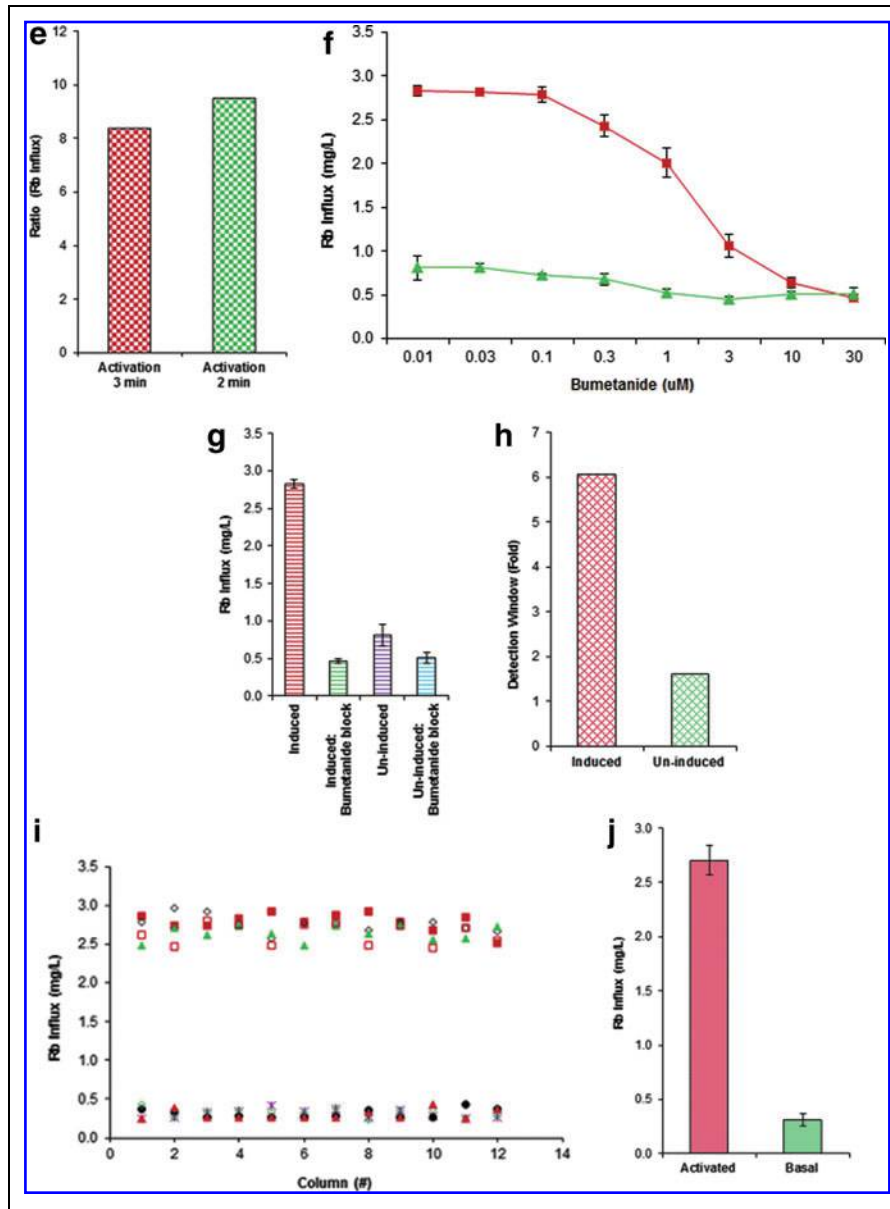 e
12
10
8
6
4
2
0
Ratio (Rb Influx)
Activation
3 min
Activation
2 min
f
3.5
3.0
2.5
2.0
1.5
1.0
0.5
0.0
Rb Influx (mg/L)
0.01 0.03 0.1 0.3 1 3 10 30
Bumetanide (uM)
g
3.5
3.0
2.5
2.0
1.5
1.0
0.5
0.0
Rb Influx (mg/L)
Induced
Induced:
Bumetanide block
Un-induced
Un-induced:
Bumetanide block
h
7
6
5
4
3
2
1
0
Detection Window (Fold)
Induced
Un-induced
i
3.5
3.0
2.5
2.0
1.5
1.0
0.5
0.0
Rb Influx (mg/L)
0 2 4 6 8 10 12 14
Column (#)
j
3.0
2.5
2.0
1.5
1.0
0.5
0.0
Rb Influx (mg/L)
Activated
Basal